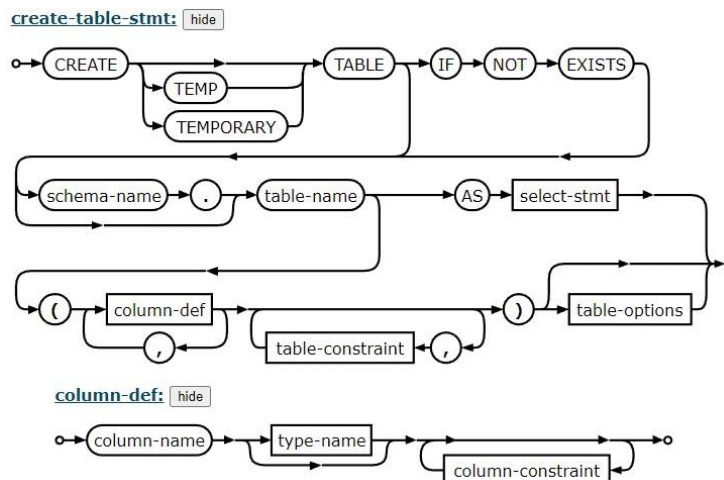 create-table-stmt: hide
CREATE TABLE IF NOT EXISTS
TEMP
TEMPORARY
schema-name . table-name AS select-stmt
( column-def ) table-options
, table-constraint ,
column-def: hide
column-name type-name
column-constraint